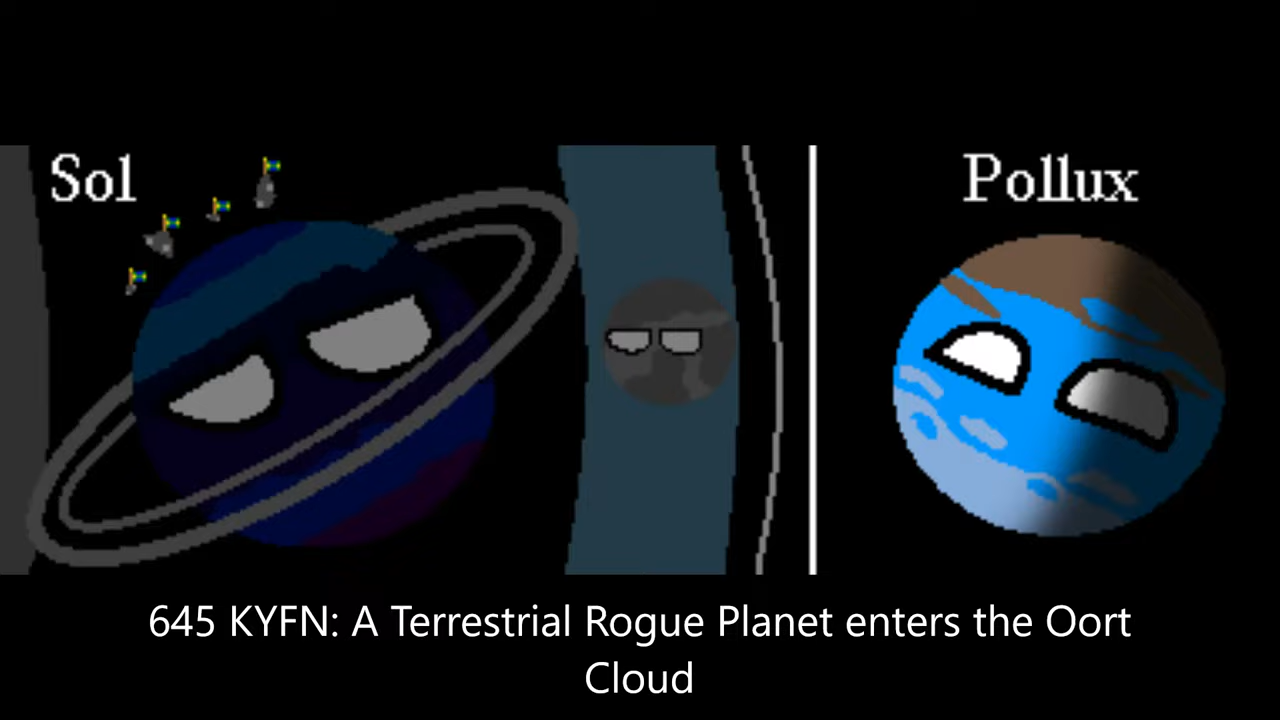 Sol
Pollux
645 KYFN: A Terrestrial Rogue Planet enters the Oort
Cloud